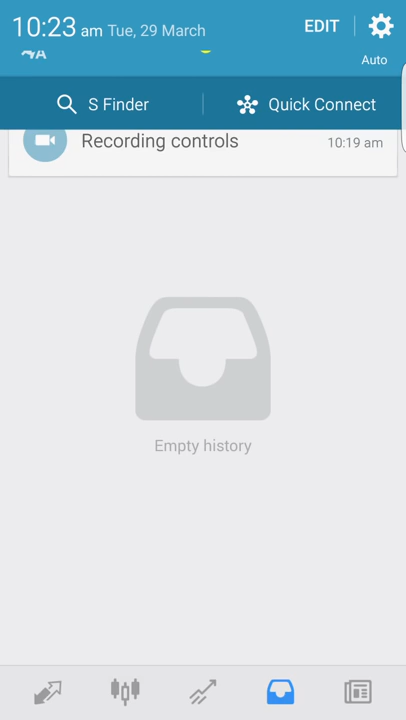 10:23 am Tue, 29 March EDIT
Auto
S Finder Quick Connect
Recording controls 10:19 am
Empty history